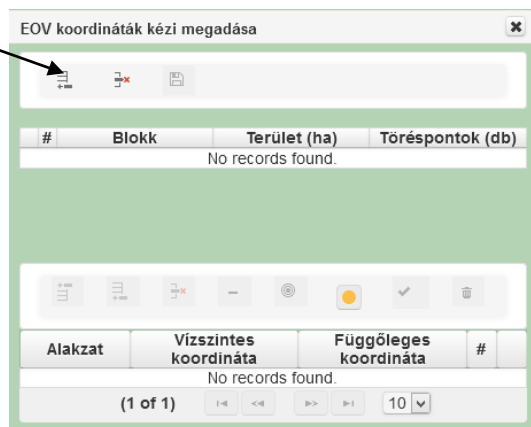 EOV koordináták kézi megadása
# Blokk Terület (ha) Töréspontok (db)
No records found.
Alakzat Vízszintes koordináta Függőleges koordináta #
No records found.
(1 of 1) 10